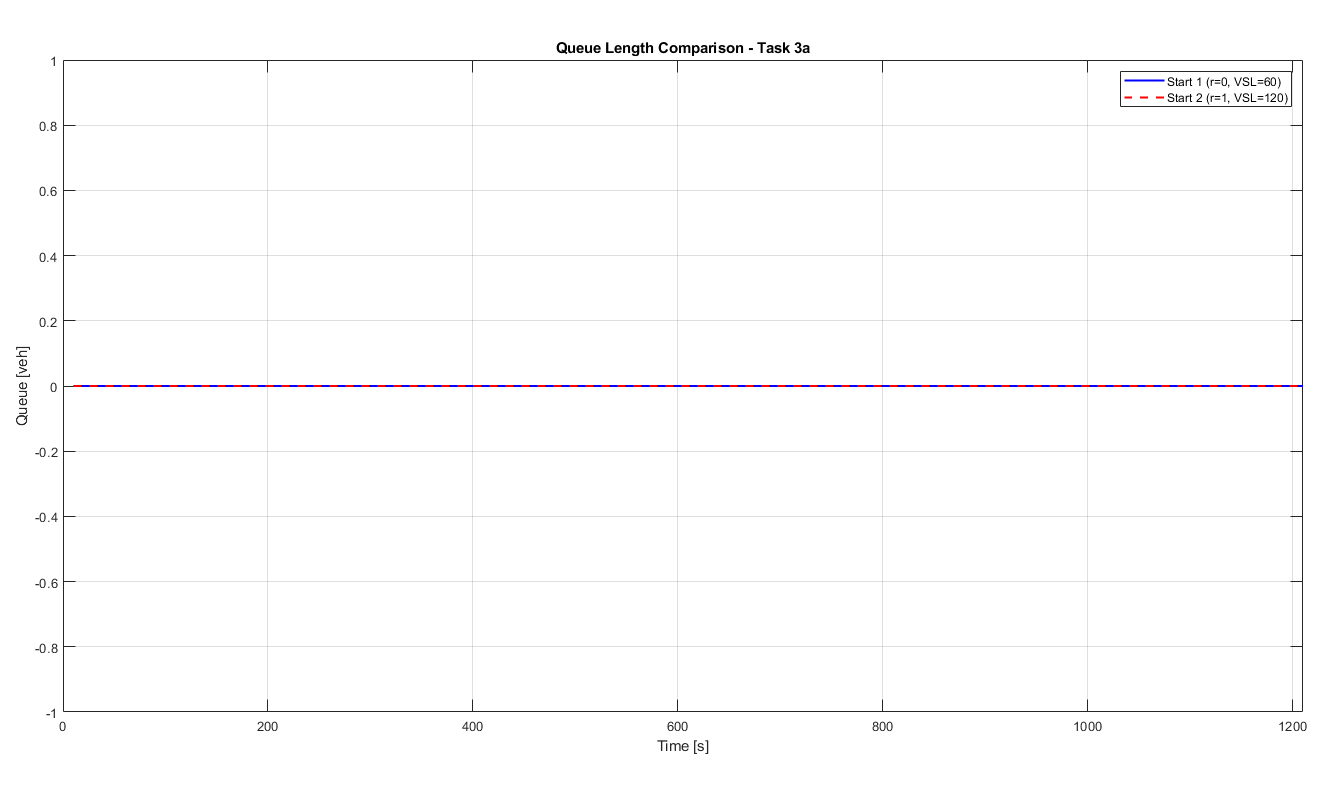 Queue Length Comparison - Task 3a
Start 1 (r=0, VSL=60)
Start 2 (r=1, VSL=120)
Queue [veh]
1
0.8
0.6
0.4
0.2
0
-0.2
-0.4
-0.6
-0.8
-1
0 200 400 600 800 1000 1200
Time [s]